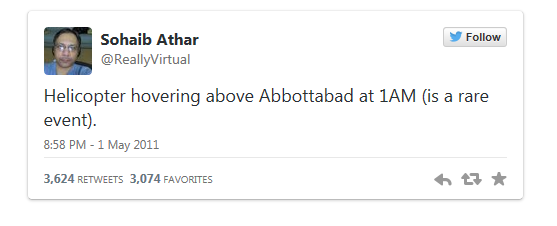 Sohaib Athar
Follow
@ReallyVirtual
Helicopter hovering above Abbottabad at 1AM (is a rare
event).
8:58 PM - 1 May 2011
3,624 RETWEETS 3,074 FAVORITES